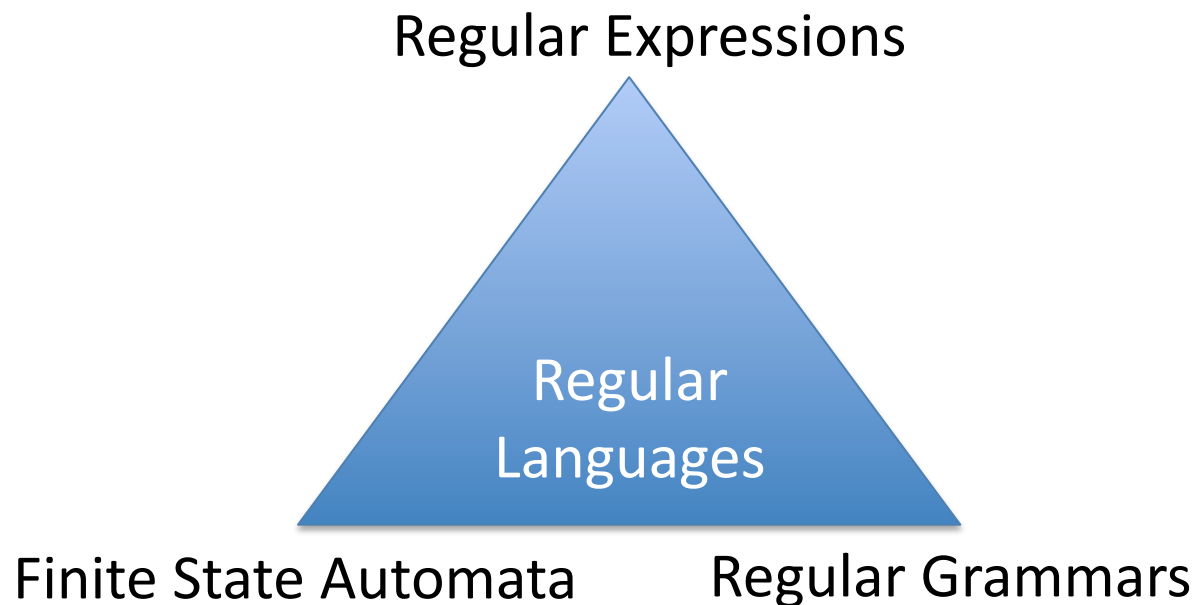 Regular Expressions
Regular
Languages
Finite State Automata
Regular Grammars